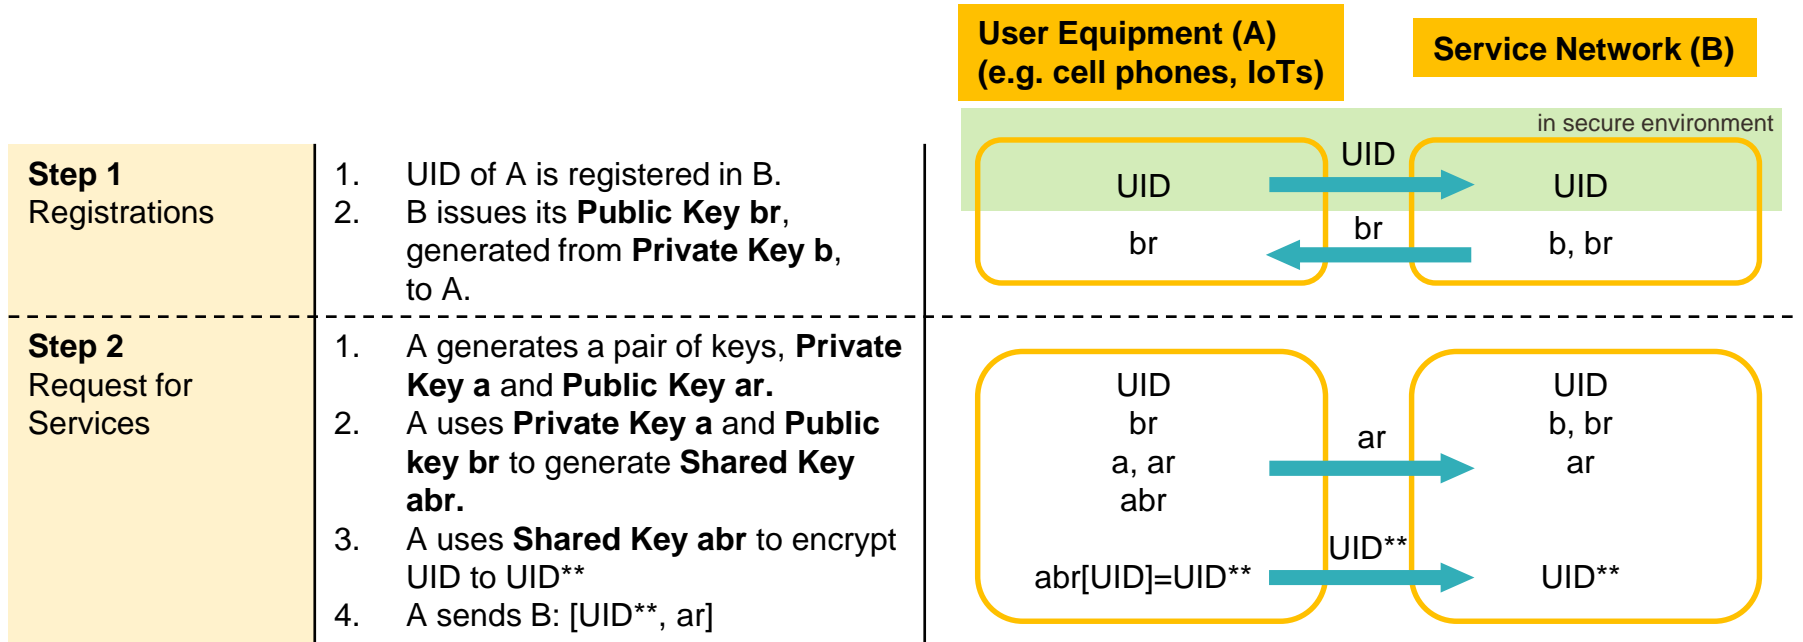 User Equipment (A)
(e.g. cell phones, IoTs)
Service Network (B)
in secure environment
Step 1
Registrations
1. UID of A is registered in B.
2. B issues its Public Key br,
generated from Private Key b,
to A.
UID
UID
UID
br
br
b, br
Step 2
Request for
Services
1. A generates a pair of keys, Private
Key a and Public Key ar.
2. A uses Private Key a and Public
key br to generate Shared Key
abr.
3. A uses Shared Key abr to encrypt
UID to UID**
4. A sends B: [UID**, ar]
UID
br
a, ar
abr
abr[UID]=UID**
ar
UID**
UID
b, br
ar
UID**